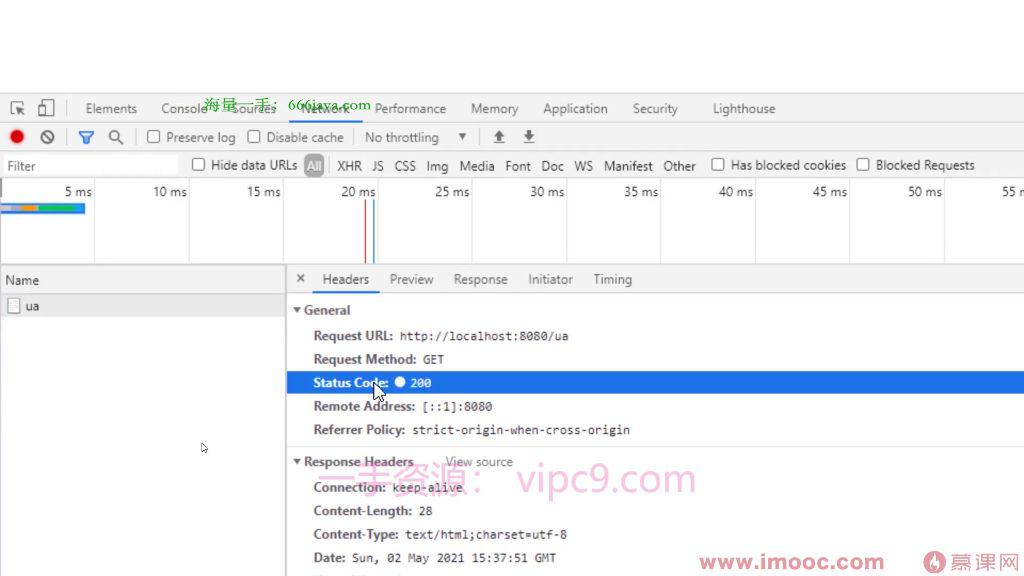 Elements Console Sources Network Performance Memory Application Security Lighthouse
海量一手：666java.com
Preserve log Disable cache No throttling
Filter Hide data URLs All XHR JS CSS Img Media Font Doc WS Manifest Other Has blocked cookies Blocked Requests
5 ms 10 ms 15 ms 20 ms 25 ms 30 ms 35 ms 40 ms 45 ms 50 ms 55 m
Name × Headers Preview Response Initiator Timing
ua
General
Request URL: http://localhost:8080/ua
Request Method: GET
Status Code: 200
Remote Address: [::1]:8080
Referrer Policy: strict-origin-when-cross-origin
Response Headers View source
一手资源： vipc9.com
Connection: keep-alive
Content-Length: 28
Content-Type: text/html;charset=utf-8
Date: Sun, 02 May 2021 15:37:51 GMT
www.imooc.com 慕课网